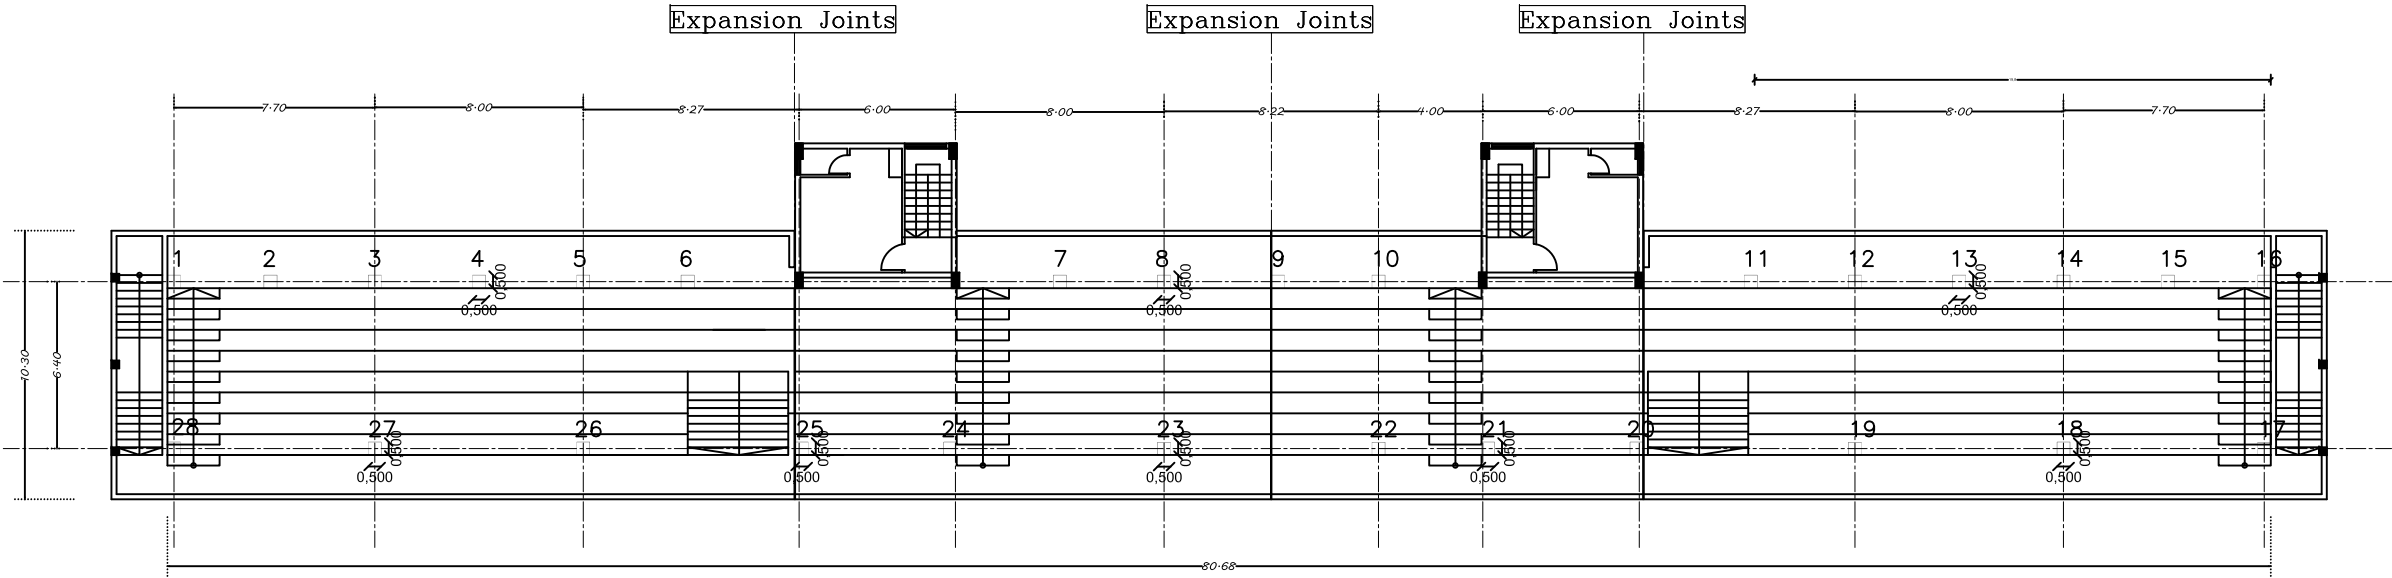 Expansion Joints Expansion Joints Expansion Joints
7.70 8.00 8.27 6.00 8.00 8.22 4.00 6.00 8.27 8.00 7.70
1 2 3 4 5 6 7 8 9 10 11 12 13 14 15 16
0,500 0,500 0,500
0,500 0,500 0,500
10.30 6.40
28 27 26 25 24 23 22 21 20 19 18 17
0,500 0,500 0,500 0,500 0,500
0,500 0,500 0,500 0,500 0,500
80.68